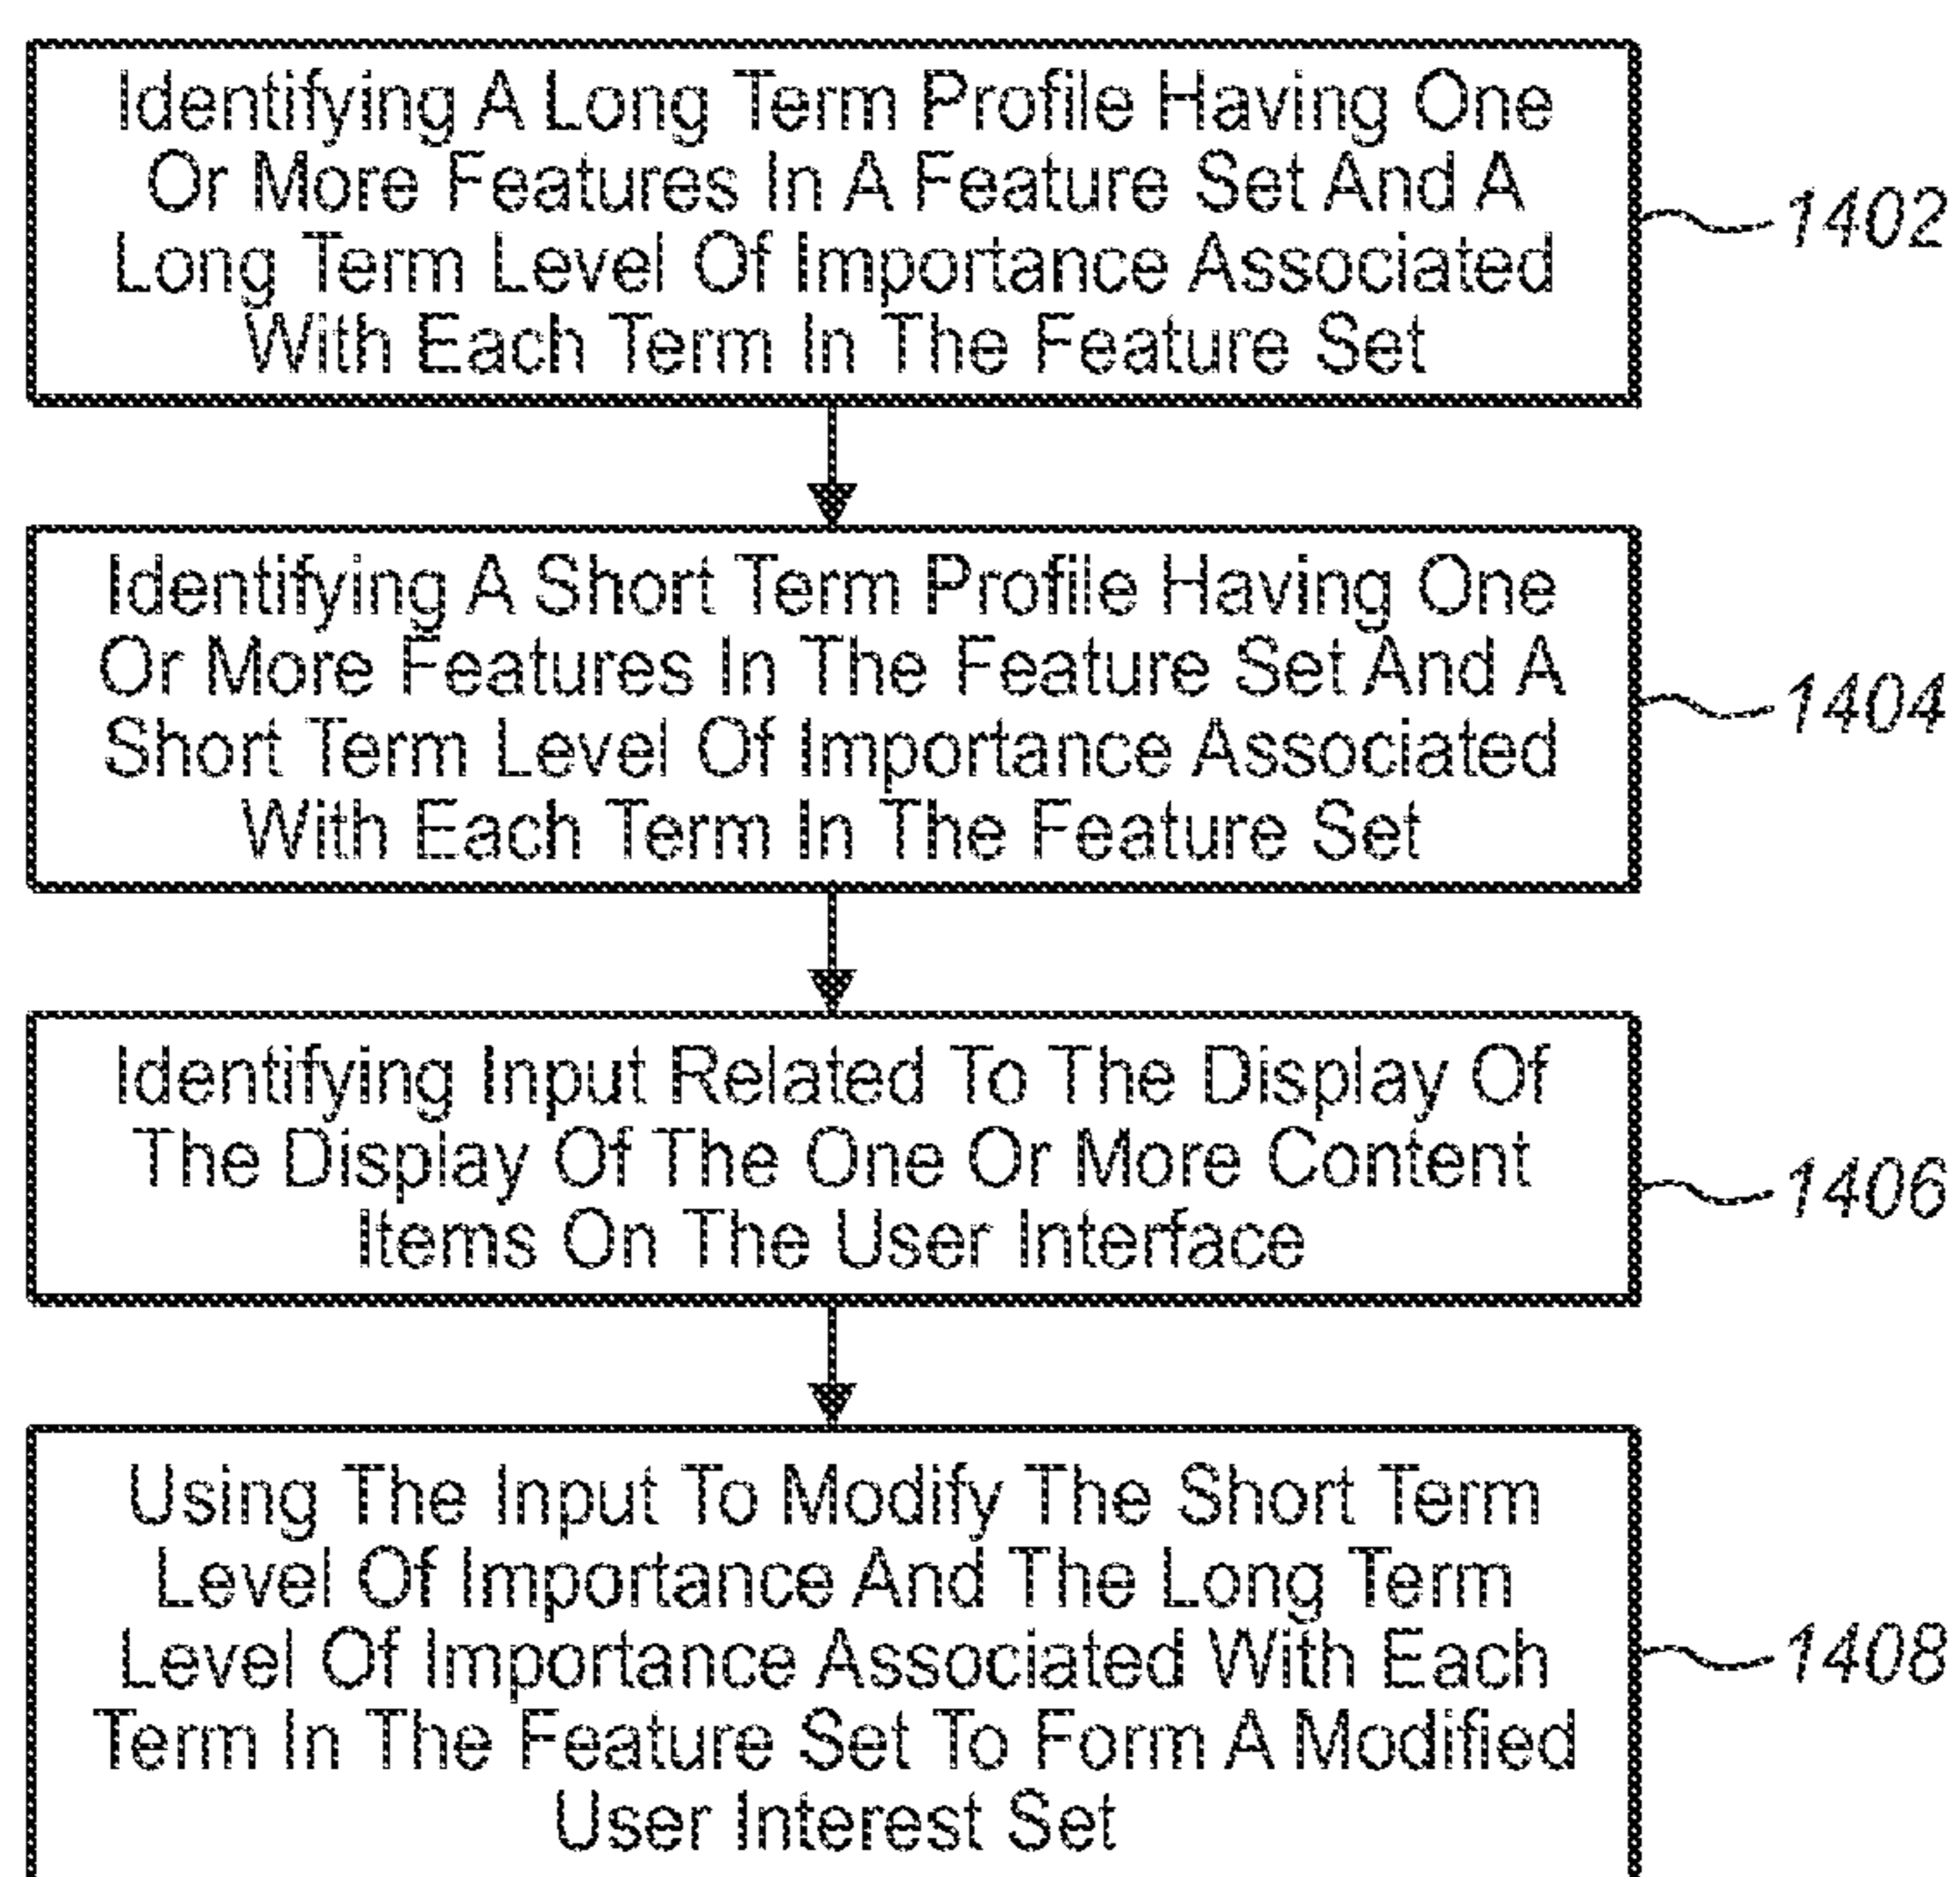 Identifying A Long Term Profile Having One
Or More Features In A Feature Set And A
Long Term Level Of Importance Associated
With Each Term In The Feature Set
1402
Identifying A Short Term Profile Having One
Or More Features In The Feature Set And A
Short Term Level Of Importance Associated
With Each Term In The Feature Set
1404
Identifying Input Related To The Display Of
The Display Of The One Or More Content
Items On The User Interface
1406
Using The Input To Modify The Short Term
Level Of Importance And The Long Term
Level Of Importance Associated With Each
Term In The Feature Set To Form A Modified
User Interest Set
1408